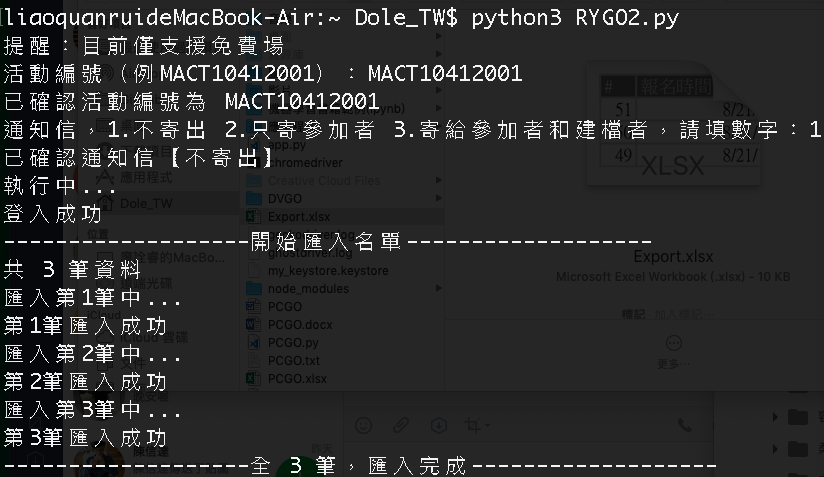 liaoquanruideMacBook-Air:~ Dole_TW$ python3 RYGO2.py
提醒：目前僅支援免費場
活動編號（例MACT10412001）：MACT10412001
已確認活動編號為 MACT10412001
通知信，1.不寄出 2.只寄參加者 3.寄給參加者和建檔者，請填數字：1
已確認通知信【不寄出】
執行中...
登入成功
-------------------開始匯入名單-------------------
共 3 筆資料
匯入第1筆中...
第1筆匯入成功
匯入第2筆中...
第2筆匯入成功
匯入第3筆中...
第3筆匯入成功
-------------------全 3 筆，匯入完成-------------------
app.py
chromedriver
Creative Cloud Files
DVGO
Export.xlsx
ghostdriver.log
my_keystore.keystore
node_modules
PCGO
PCGO.docx
PCGO.py
PCGO.txt
PCGO.xlsx
應用程式
Dole_TW
位置
iCloud
# 報名時間
51 8/21/
49 8/21/
XLSX
Export.xlsx
Microsoft Excel Workbook (.xlsx) - 10 KB
標記 加入標記
更多...
陳信達